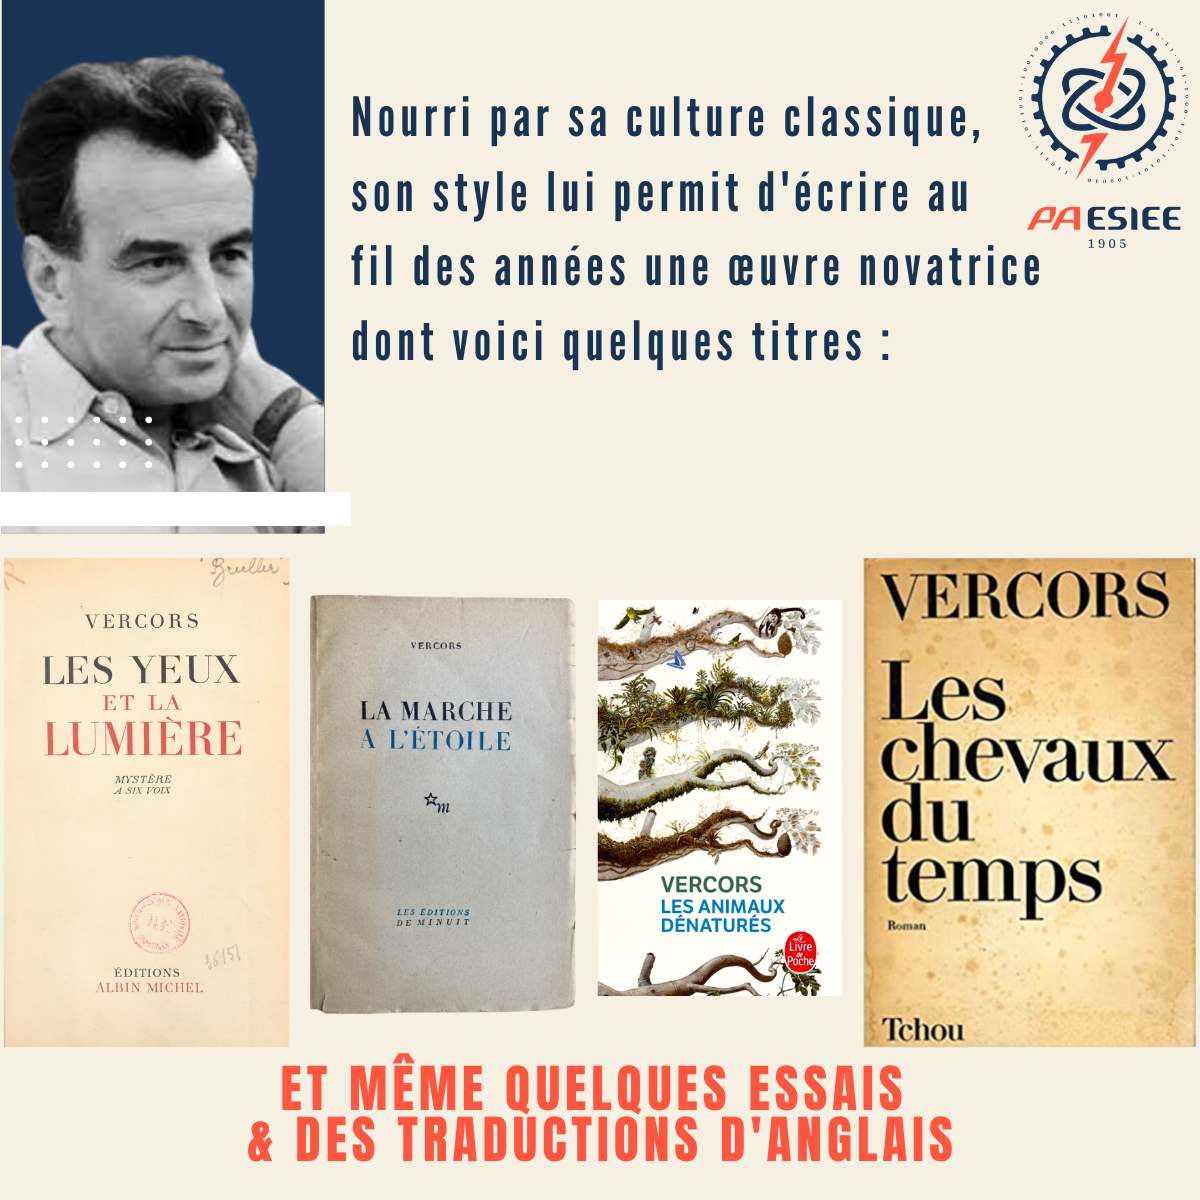 Nourri par sa culture classique,
son style lui permit d'écrire au
fil des années une œuvre novatrice
dont voici quelques titres :
PA ESIEE
1905
Bruller
VERCORS
LES YEUX
ET LA
LUMIÈRE
MYSTÈRE
A SIX VOIX
36151
ÉDITIONS
ALBIN MICHEL
VERCORS
LA MARCHE
A L'ÉTOILE
m
LES ÉDITIONS
DE MINUIT
VERCORS
LES ANIMAUX
DÉNATURÉS
Le
Livre
de
Poche
VERCORS
Les
chevaux
du
temps
Roman
Tchou
ET MÊME QUELQUES ESSAIS
& DES TRADUCTIONS D'ANGLAIS